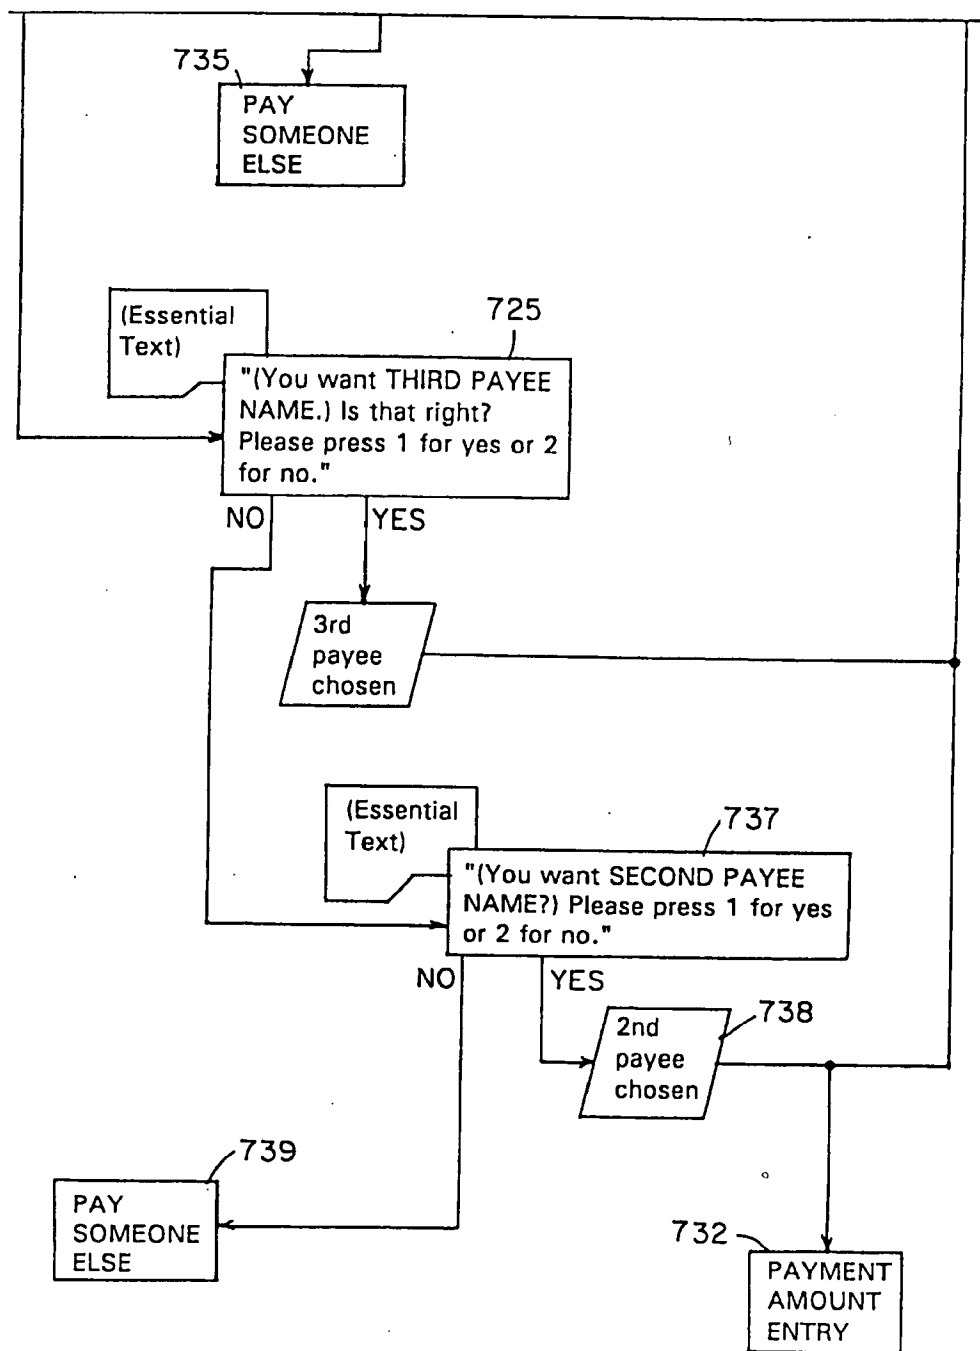 735
PAY
SOMEONE
ELSE
(Essential
Text)
725
"(You want THIRD PAYEE
NAME.) Is that right?
Please press 1 for yes or 2
for no."
NO
YES
3rd
payee
chosen
(Essential
Text)
737
"(You want SECOND PAYEE
NAME?) Please press 1 for yes
or 2 for no."
NO
YES
2nd
payee
chosen
738
739
PAY
SOMEONE
ELSE
732
PAYMENT
AMOUNT
ENTRY